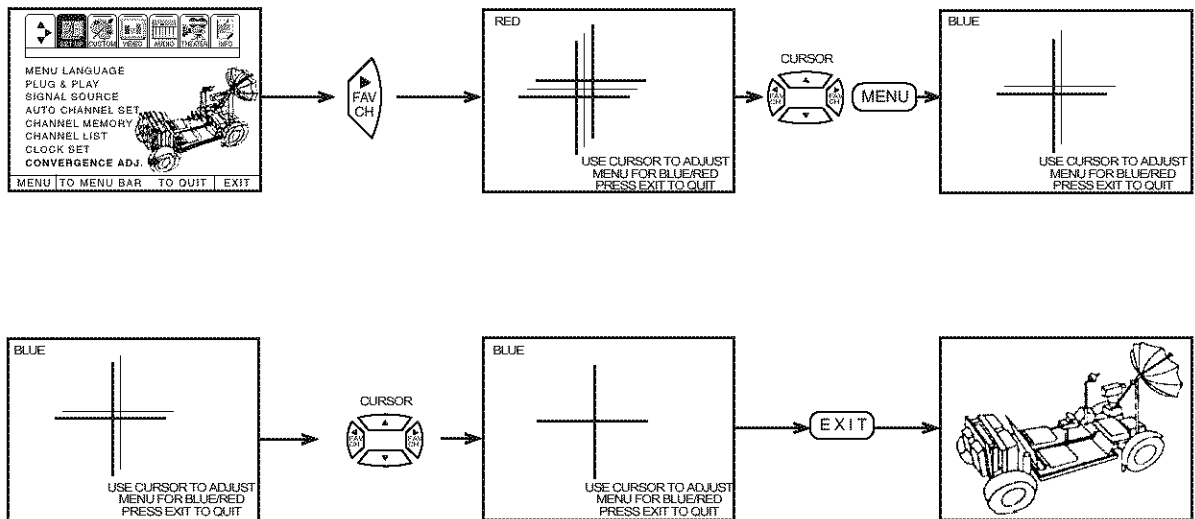 SET UP CUSTOM VIDEO AUDIO THEATER INFO
MENU LANGUAGE
PLUG & PLAY
SIGNAL SOURCE
AUTO CHANNEL SET
CHANNEL MEMORY
CHANNEL LIST
CLOCK SET
CONVERGENCE ADJ.
MENU TO MENU BAR TO QUIT EXIT
FAV
CH
RED
USE CURSOR TO ADJUST
MENU FOR BLUE/RED
PRESS EXIT TO QUIT
CURSOR
FAV
CH
FAV
CH
MENU
BLUE
USE CURSOR TO ADJUST
MENU FOR BLUE/RED
PRESS EXIT TO QUIT
BLUE
USE CURSOR TO ADJUST
MENU FOR BLUE/RED
PRESS EXIT TO QUIT
CURSOR
FAV
CH
FAV
CH
BLUE
USE CURSOR TO ADJUST
MENU FOR BLUE/RED
PRESS EXIT TO QUIT
EXIT